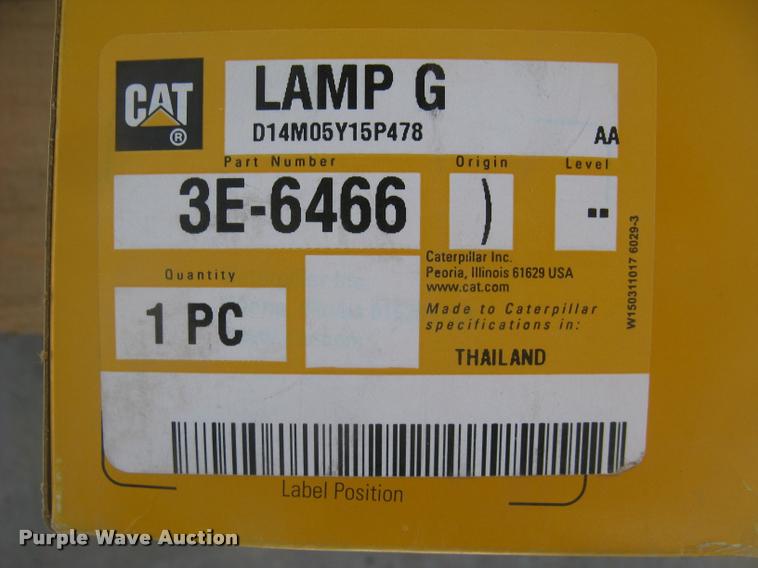 CAT ®
LAMP G
D14M05Y15P478 AA
Part Number Origin Level
3E-6466 ) --
Quantity
1 PC
Caterpillar Inc.
Peoria, Illinois 61629 USA
www.cat.com
Made to Caterpillar
specifications in:
THAILAND
W150311017 6029-3
Label Position
Purple Wave Auction®